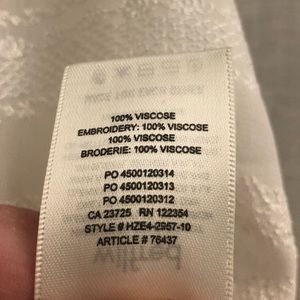 100% VISCOSE
EMBROIDERY: 100% VISCOSE
100% VISCOSE
BRODERIE: 100% VISCOSE
PO 4500120314
PO 4500120313
PO 4500120312
CA 23725 RN 122354
STYLE # HZE4-2957-10
ARTICLE # 76437
wilfred